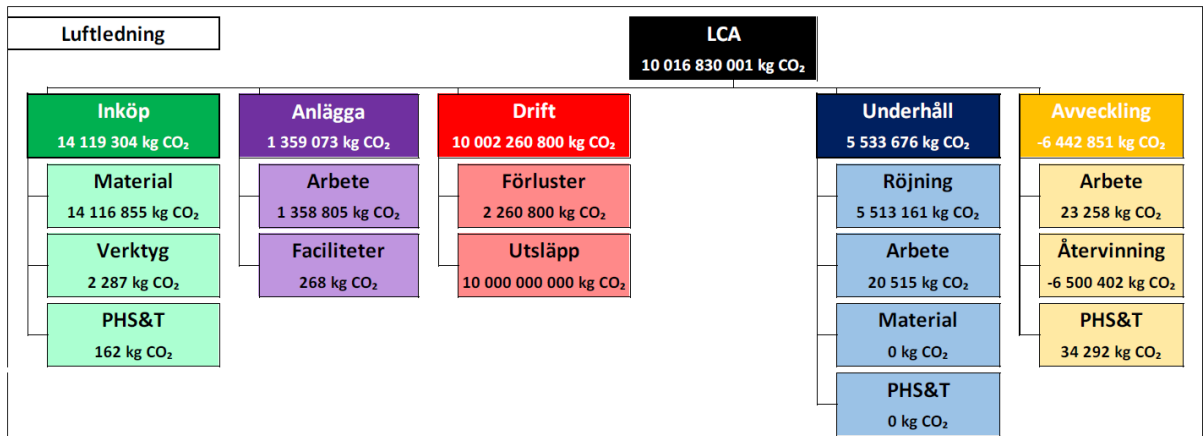 Luftledning
LCA
10 016 830 001 kg CO₂
Inköp
14 119 304 kg CO₂
Material
14 116 855 kg CO₂
Verktyg
2 287 kg CO₂
PHS&T
162 kg CO₂
Anlägga
1 359 073 kg CO₂
Arbete
1 358 805 kg CO₂
Faciliteter
268 kg CO₂
Drift
10 002 260 800 kg CO₂
Förluster
2 260 800 kg CO₂
Utsläpp
10 000 000 000 kg CO₂
Underhåll
5 533 676 kg CO₂
Röjning
5 513 161 kg CO₂
Arbete
20 515 kg CO₂
Material
0 kg CO₂
PHS&T
0 kg CO₂
Avveckling
-6 442 851 kg CO₂
Arbete
23 258 kg CO₂
Återvinning
-6 500 402 kg CO₂
PHS&T
34 292 kg CO₂